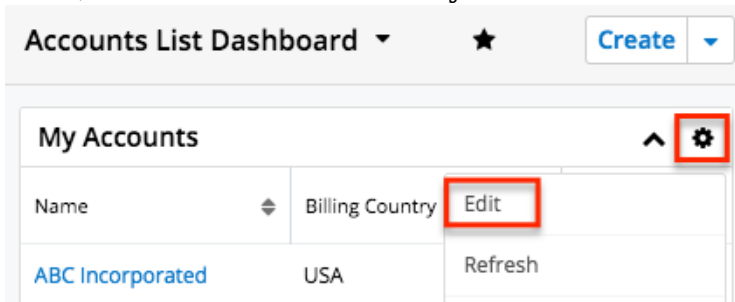 Accounts List Dashboard
Create
My Accounts
Name
Billing Country
Edit
ABC Incorporated
USA
Refresh